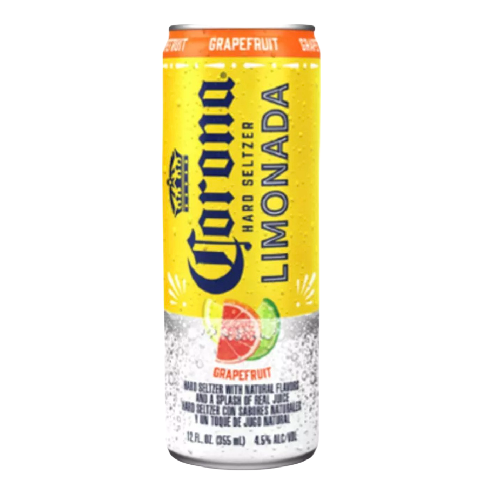 GRAPEFRUIT
Corona
HARD SELTZER
LIMONADA
GRAPEFRUIT
HARD SELTZER WITH NATURAL FLAVORS
AND A SPLASH OF REAL JUICE
HARD SELTZER CON SABORES NATURALES
Y UN TOQUE DE JUGO NATURAL
12 FL. OZ. (355 mL) 4.5% ALC/VOL